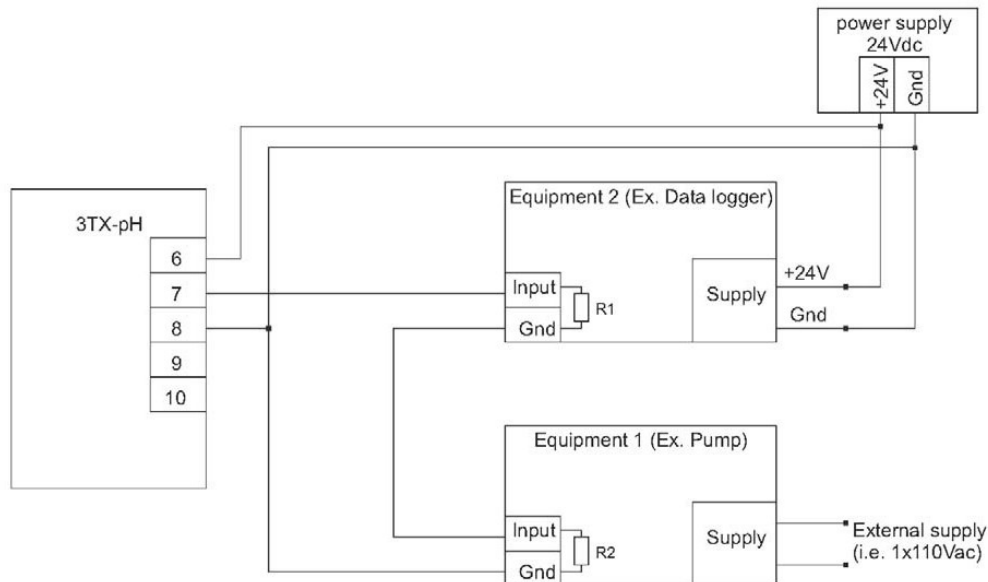 power supply
24Vdc
+24V
Gnd
Equipment 2 (Ex. Data logger)
3TX-pH
6
7
8
9
10
Input
Gnd
R1
Supply
+24V
Gnd
Equipment 1 (Ex. Pump)
Input
Gnd
R2
Supply
External supply
(i.e. 1x110Vac)